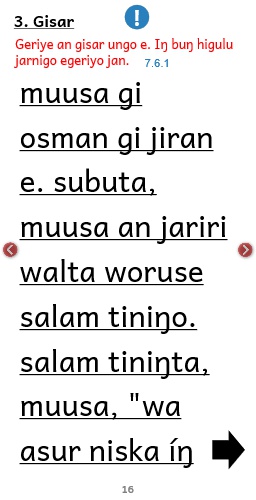 3. Gisar
Geriye an gisar ungo e. Iŋ buŋ higulu
jarnigo egeriyo jan. 7.6.1
muusa gi
osman gi jiran
e. subuta,
muusa an jariri
walta woruse
salam tiniŋo.
salam tiniŋta,
muusa, "wa
asur niska íŋ
16